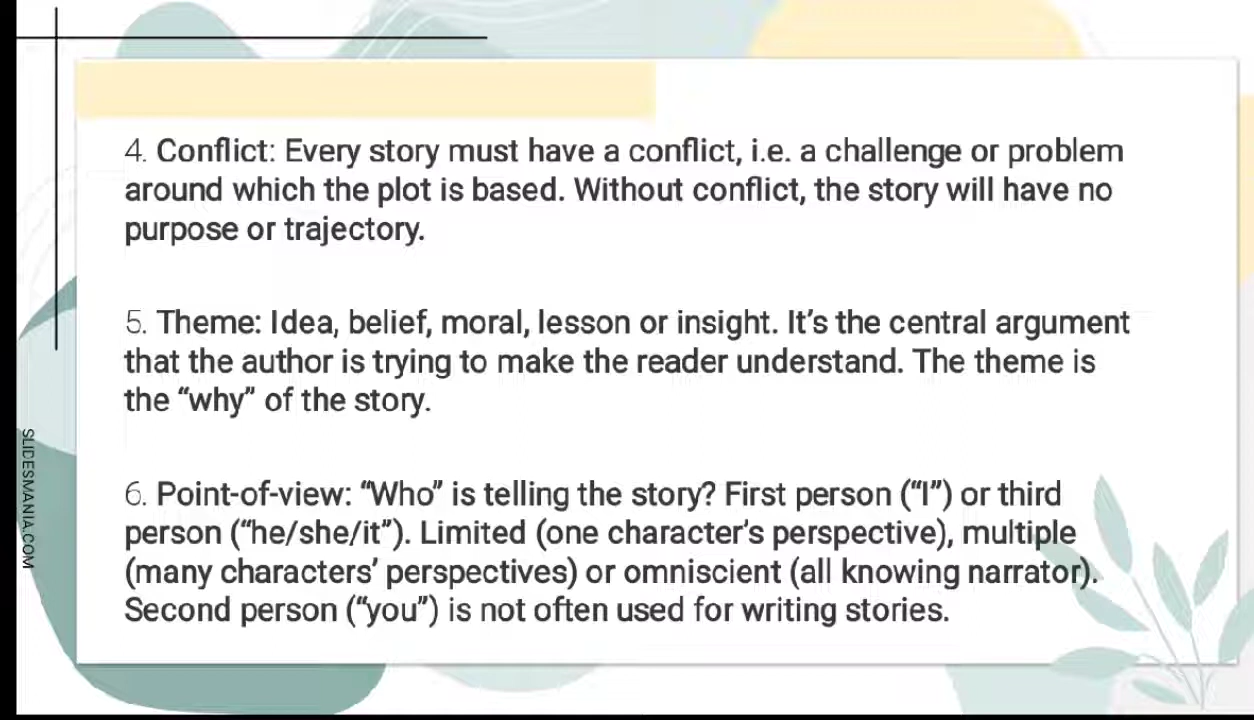 4. Conflict: Every story must have a conflict, i.e. a challenge or problem
around which the plot is based. Without conflict, the story will have no
purpose or trajectory.
5. Theme: Idea, belief, moral, lesson or insight. It’s the central argument
that the author is trying to make the reader understand. The theme is
the “why” of the story.
6. Point-of-view: “Who” is telling the story? First person (“I”) or third
person (“he/she/it”). Limited (one character’s perspective), multiple
(many characters’ perspectives) or omniscient (all knowing narrator).
Second person (“you”) is not often used for writing stories.
SLIDESMANIA.COM